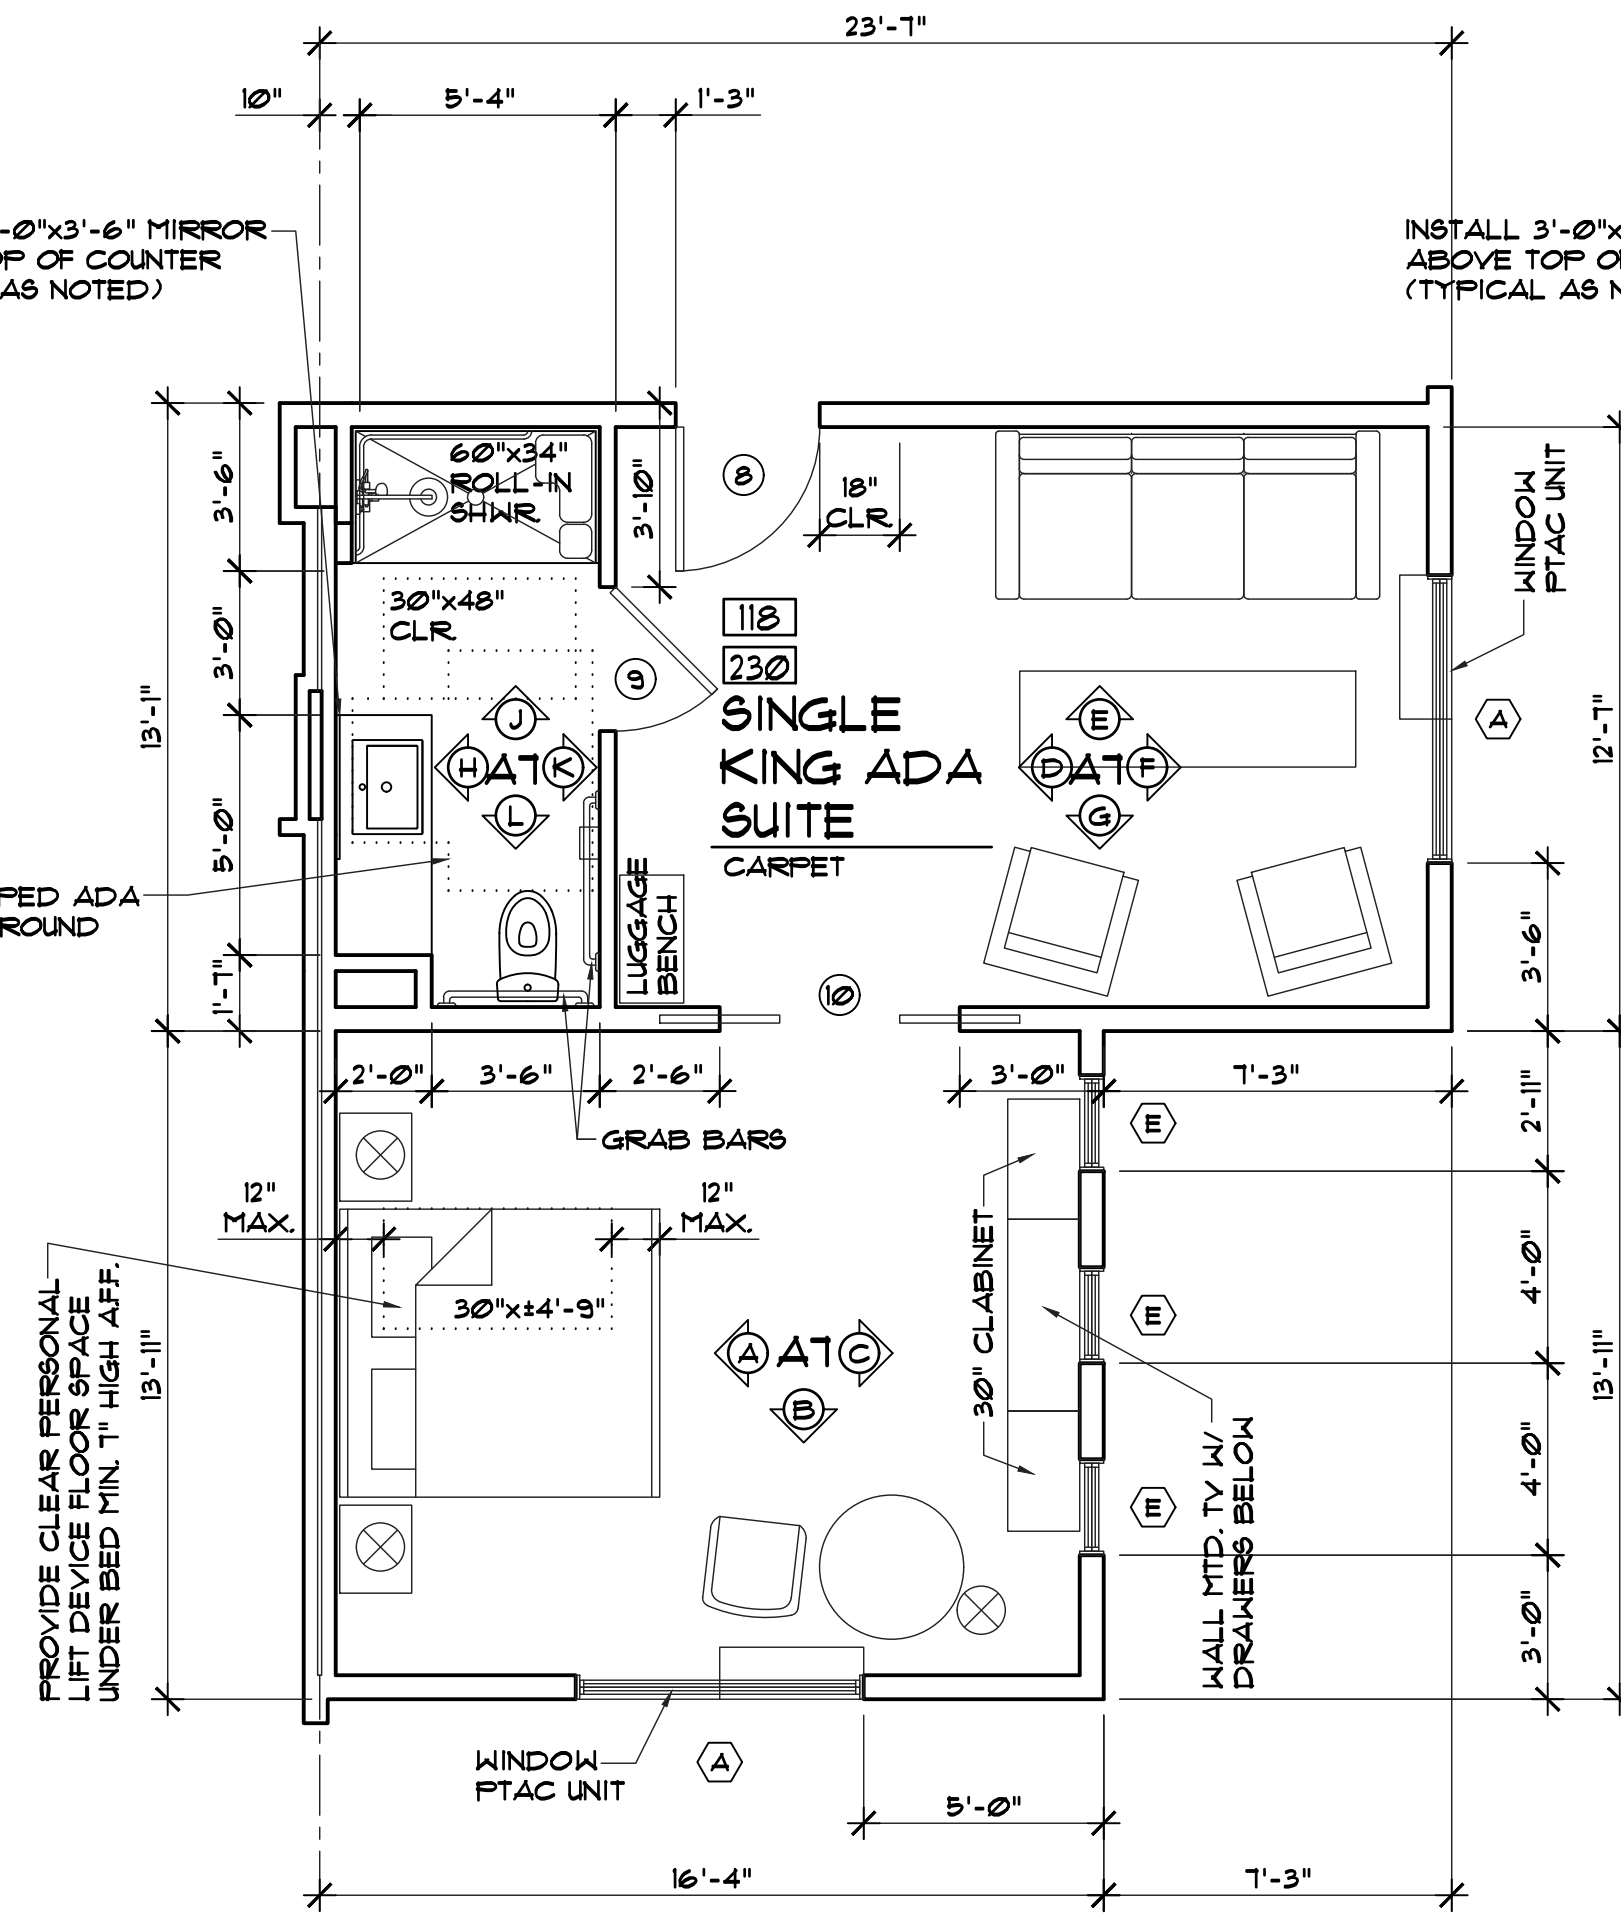 23'-7"
10"
5'-4"
1'-3"
-0"x3'-6" MIRROR
OP OF COUNTER
AS NOTED)
INSTALL 3'-0"x
ABOVE TOP OF
(TYPICAL AS N
60"x34"
ROLL-IN
SHWR.
3'-6"
3'-10"
8
18"
CLR.
WINDOW
PTAC UNIT
30"x48"
CLR.
3'-0"
9
118
230
SINGLE
KING ADA
SUITE
CARPET
13'-1"
J
H A7 K
L
E
D A7 F
G
A
12'-7"
5'-0"
PED ADA
ROUND
LUGGAGE
BENCH
1'-7"
10
3'-6"
2'-0"
3'-6"
2'-6"
3'-0"
7'-3"
2'-11"
E
GRAB BARS
12"
MAX.
12"
MAX.
30"x±4'-9"
30" CLABINET
E
4'-0"
PROVIDE CLEAR PERSONAL
LIFT DEVICE FLOOR SPACE
UNDER BED MIN. 7" HIGH A.F.F.
13'-11"
A A7 C
B
13'-11"
WALL MTD. TV W/
DRAWERS BELOW
4'-0"
E
3'-0"
WINDOW
PTAC UNIT
A
5'-0"
16'-4"
7'-3"